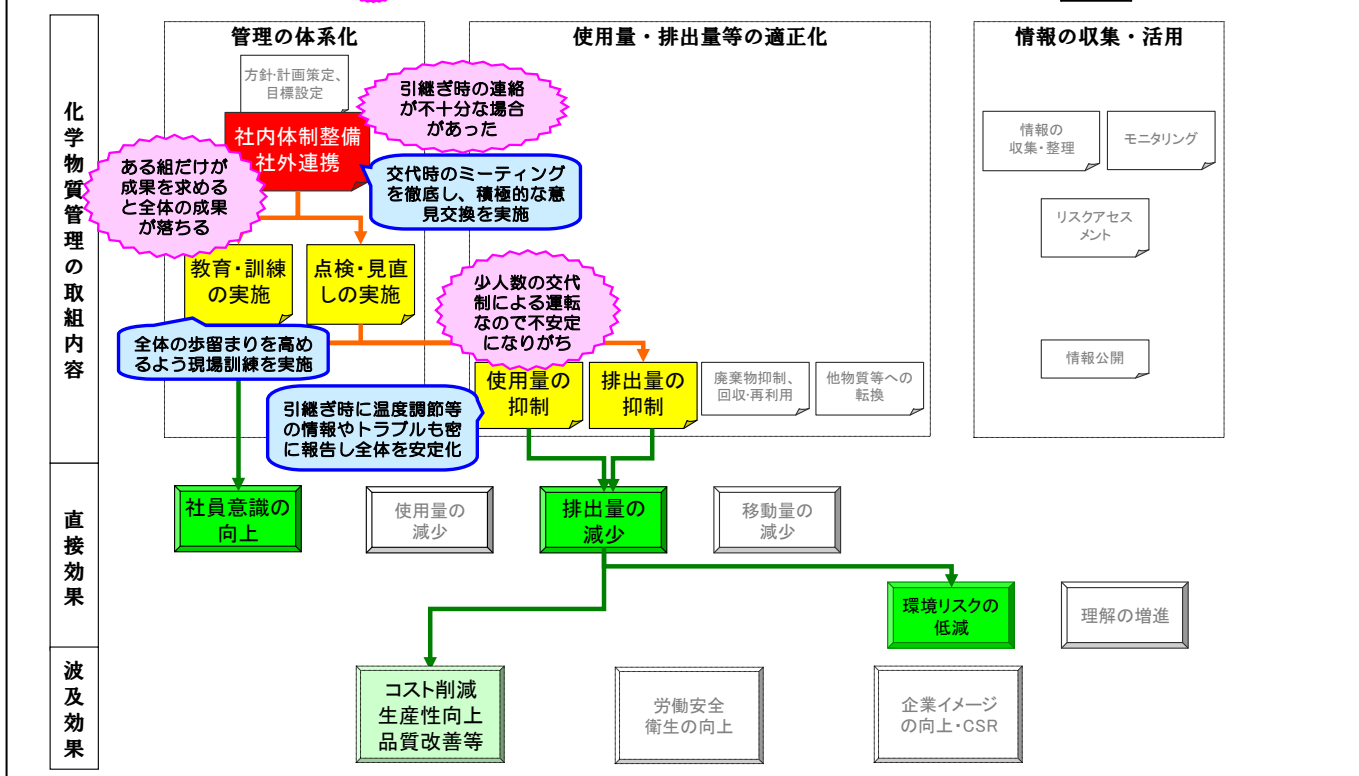 管理の体系化
使用量・排出量等の適正化
情報の収集・活用
化学物質管理の取組内容
方針・計画策定、
目標設定
引継ぎ時の連絡
が不十分な場合
があった
社内体制整備
社外連携
ある組だけが
成果を求める
と全体の成果
が落ちる
交代時のミーティング
を徹底し、積極的な意
見交換を実施
情報の
収集・整理
モニタリング
リスクアセス
メント
教育・訓練
の実施
点検・見直
しの実施
少人数の交代
制による運転
なので不安定
になりがち
全体の歩留まりを高め
るよう現場訓練を実施
情報公開
使用量の
抑制
排出量の
抑制
廃棄物抑制、
回収・再利用
他物質等への
転換
引継ぎ時に温度調節等
の情報やトラブルも密
に報告し全体を安定化
直接効果
社員意識の
向上
使用量の
減少
排出量の
減少
移動量の
減少
環境リスクの
低減
理解の増進
波及効果
コスト削減
生産性向上
品質改善等
労働安全
衛生の向上
企業イメージ
の向上・CSR